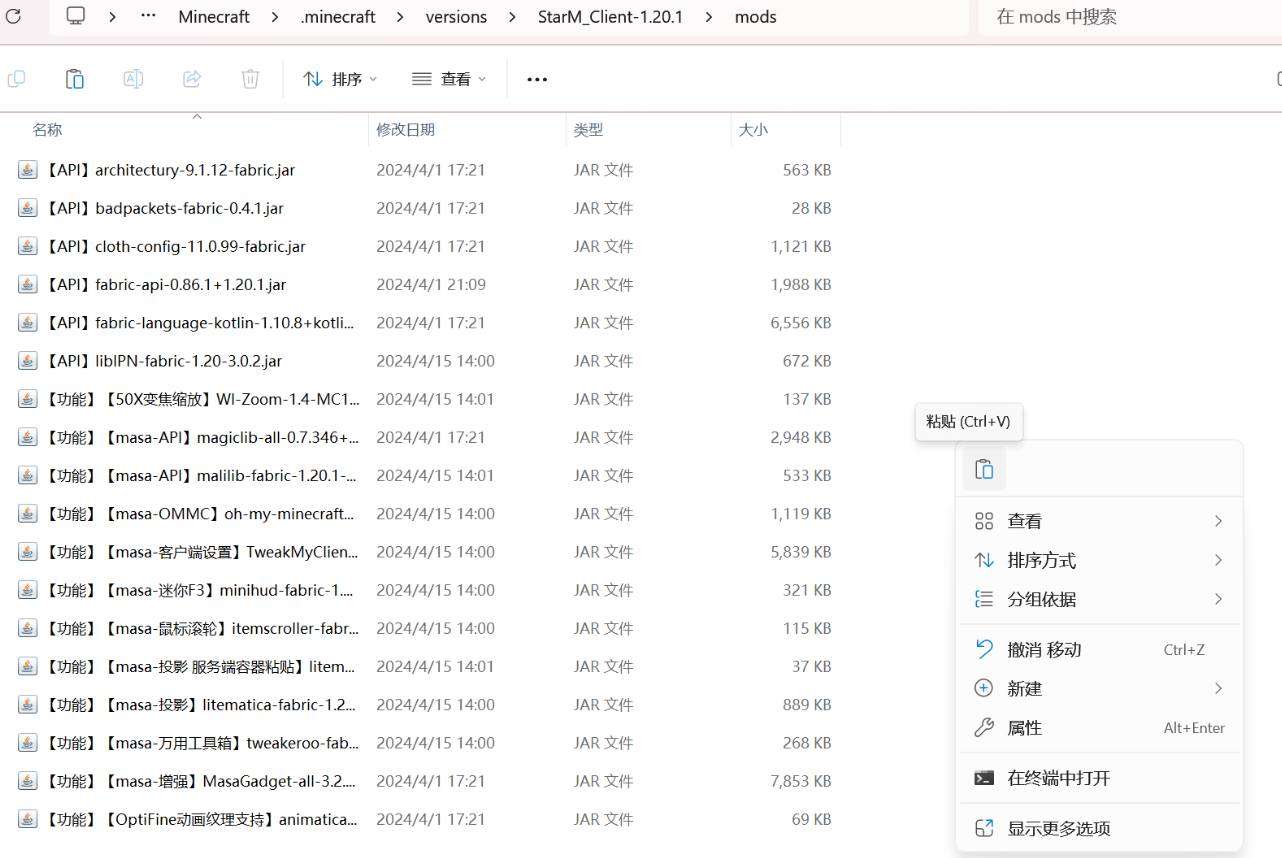 Minecraft > .minecraft > versions > StarM_Client-1.20.1 > mods
在 mods 中搜索
排序 查看
名称 修改日期 类型 大小
【API】architectury-9.1.12-fabric.jar 2024/4/1 17:21 JAR 文件 563 KB
【API】badpackets-fabric-0.4.1.jar 2024/4/1 17:21 JAR 文件 28 KB
【API】cloth-config-11.0.99-fabric.jar 2024/4/1 17:21 JAR 文件 1,121 KB
【API】fabric-api-0.86.1+1.20.1.jar 2024/4/1 21:09 JAR 文件 1,988 KB
【API】fabric-language-kotlin-1.10.8+kotli... 2024/4/1 17:21 JAR 文件 6,556 KB
【API】libIPN-fabric-1.20-3.0.2.jar 2024/4/15 14:00 JAR 文件 672 KB
【功能】【50X变焦缩放】WI-Zoom-1.4-MC1... 2024/4/15 14:01 JAR 文件 137 KB
【功能】【masa-API】magiclib-all-0.7.346+... 2024/4/1 17:21 JAR 文件 2,948 KB
【功能】【masa-API】malilib-fabric-1.20.1-... 2024/4/15 14:01 JAR 文件 533 KB
【功能】【masa-OMMC】oh-my-minecraft... 2024/4/15 14:00 JAR 文件 1,119 KB
【功能】【masa-客户端设置】TweakMyClien... 2024/4/15 14:00 JAR 文件 5,839 KB
【功能】【masa-迷你F3】minihud-fabric-1.... 2024/4/15 14:00 JAR 文件 321 KB
【功能】【masa-鼠标滚轮】itemscroller-fabr... 2024/4/15 14:00 JAR 文件 115 KB
【功能】【masa-投影 服务端容器粘贴】litem... 2024/4/15 14:01 JAR 文件 37 KB
【功能】【masa-投影】litematica-fabric-1.2... 2024/4/15 14:00 JAR 文件 889 KB
【功能】【masa-万用工具箱】tweakeroo-fab... 2024/4/15 14:00 JAR 文件 268 KB
【功能】【masa-增强】MasaGadget-all-3.2.... 2024/4/1 17:21 JAR 文件 7,853 KB
【功能】【OptiFine动画纹理支持】animatica... 2024/4/1 17:21 JAR 文件 69 KB
粘贴 (Ctrl+V)
查看
排序方式
分组依据
撤消 移动 Ctrl+Z
新建
属性 Alt+Enter
在终端中打开
显示更多选项